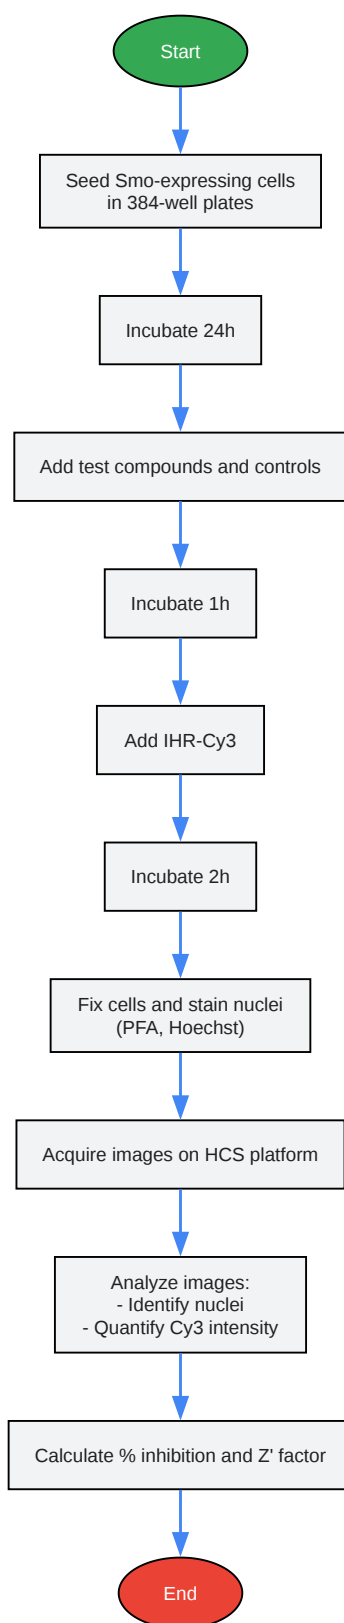 Start
Seed Smo-expressing cells
in 384-well plates
Incubate 24h
Add test compounds and controls
Incubate 1h
Add IHR-Cy3
Incubate 2h
Fix cells and stain nuclei
(PFA, Hoechst)
Acquire images on HCS platform
Analyze images:
- Identify nuclei
- Quantify Cy3 intensity
Calculate % inhibition and Z' factor
End